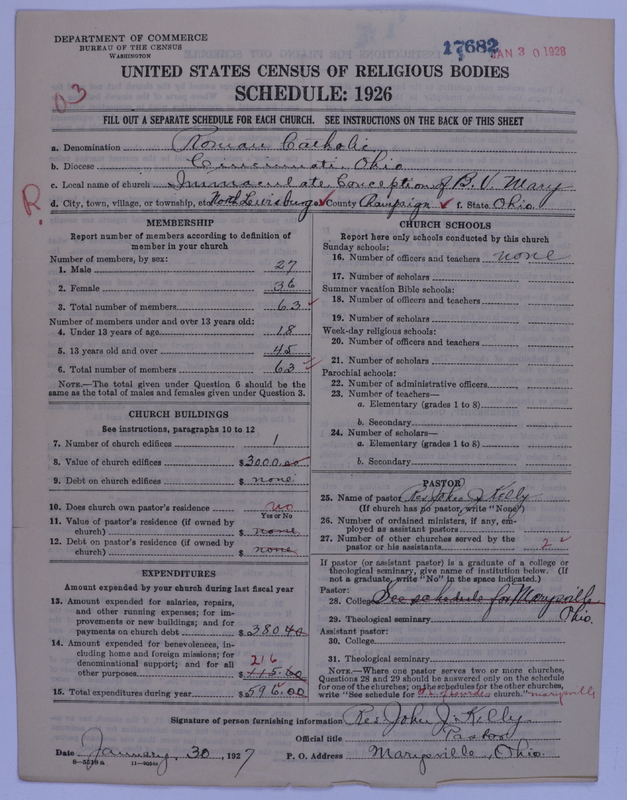 DEPARTMENT OF COMMERCE
BUREAU OF THE CENSUS
WASHINGTON
17682
JAN 30 1928
UNITED STATES CENSUS OF RELIGIOUS BODIES
SCHEDULE: 1926
FILL OUT A SEPARATE SCHEDULE FOR EACH CHURCH. SEE INSTRUCTIONS ON THE BACK OF THIS SHEET
a. Denomination Roman Catholic
b. Diocese Cincinnati, Ohio
c. Local name of church Immaculate Conception of B. V. Mary
R
d. City, town, village, or township, etc. North Lewisburg County Champaign f. State Ohio.
MEMBERSHIP
Report number of members according to definition of
member in your church
Number of members, by sex:
1. Male 27
2. Female 36
3. Total number of members 63
Number of members under and over 13 years old:
4. Under 13 years of age 18
5. 13 years old and over 45
6. Total number of members 63
NOTE.—The total given under Question 6 should be the
same as the total of males and females given under Question 3.
CHURCH BUILDINGS
See instructions, paragraphs 10 to 12
7. Number of church edifices 1
8. Value of church edifices $3000.00
9. Debt on church edifices $ none
10. Does church own pastor's residence no
Yes or No
11. Value of pastor's residence (if owned by
church) $ none
12. Debt on pastor's residence (if owned by
church) $ none
EXPENDITURES
Amount expended by your church during last fiscal year
13. Amount expended for salaries, repairs,
and other running expenses; for im-
provements or new buildings; and for
payments on church debt $ 380 40
14. Amount expended for benevolences, in-
cluding home and foreign missions; for
denominational support; and for all
216
other purposes $ 115.60
15. Total expenditures during year $ 596.00
CHURCH SCHOOLS
Report here only schools conducted by this church
Sunday schools:
16. Number of officers and teachers none
17. Number of scholars
Summer vacation Bible schools:
18. Number of officers and teachers
19. Number of scholars
Week-day religious schools:
20. Number of officers and teachers
21. Number of scholars
Parochial schools:
22. Number of administrative officers
23. Number of teachers—
a. Elementary (grades 1 to 8)
b. Secondary
24. Number of scholars—
a. Elementary (grades 1 to 8)
b. Secondary
PASTOR
25. Name of pastor Rev John J Kelly
(If church has no pastor, write "None")
26. Number of ordained ministers, if any, em-
ployed as assistant pastors
27. Number of other churches served by the
pastor or his assistants 2
If pastor (or assistant pastor) is a graduate of a college or
theological seminary, give name of institution below. (If
not a graduate, write "No" in the space indicated.)
Pastor:
28. College See schedule for Marysville
Ohio.
29. Theological seminary
Assistant pastor:
30. College
31. Theological seminary
NOTE.—Where one pastor serves two or more churches,
Questions 28 and 29 should be answered only on the schedule
for one of the churches; on the schedules for the other churches,
write "See schedule for church." Marysville
Signature of person furnishing information Rev John J. Kelly
Official title Pastor
Date January, 30, 1927 P. O. Address Marysville, Ohio.